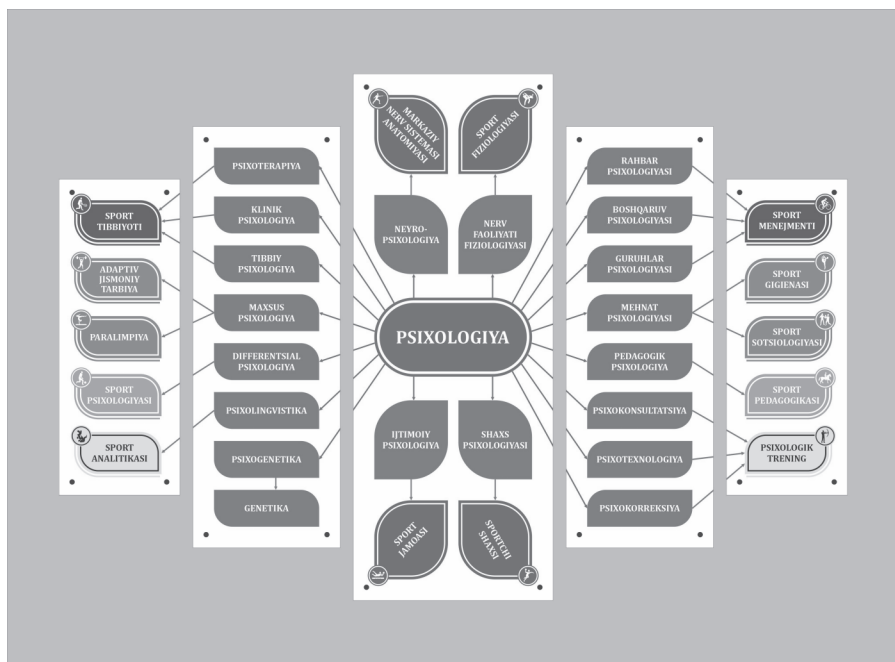 SPORT
TIBBIYOTI
ADAPTIV
JISMONIY
TARBIYA
PARALIMPIYA
SPORT
PSIXOLOGIYASI
SPORT
ANALITIKASI
PSIXOTERAPIYA
KLINIK
PSIXOLOGIYA
TIBBIY
PSIXOLOGIYA
MAXSUS
PSIXOLOGIYA
DIFFERENTSIAL
PSIXOLOGIYA
PSIXOLINGVISTIKA
PSIXOGENETIKA
GENETIKA
MARKAZIY
NERV SISTEMASI
ANATOMIYASI
SPORT
FIZIOLOGIYASI
NEYRO-
PSIXOLOGIYA
NERV
FAOLIYATI
FIZIOLOGIYASI
PSIXOLOGIYA
IJTIMOIY
PSIXOLOGIYA
SHAXS
PSIXOLOGIYASI
SPORT
JAMOASI
SPORTCHI
SHAXSI
RAHBAR
PSIXOLOGIYASI
BOSHQARUV
PSIXOLOGIYASI
GURUHLAR
PSIXOLOGIYASI
MEHNAT
PSIXOLOGIYASI
PEDAGOGIK
PSIXOLOGIYA
PSIXOKONSULTATSIYA
PSIXOTEXNOLOGIYA
PSIXOKORREKSIYA
SPORT
MENEJMENTI
SPORT
GIGIENASI
SPORT
SOTSIOLOGIYASI
SPORT
PEDAGOGIKASI
PSIXOLOGIK
TRENING